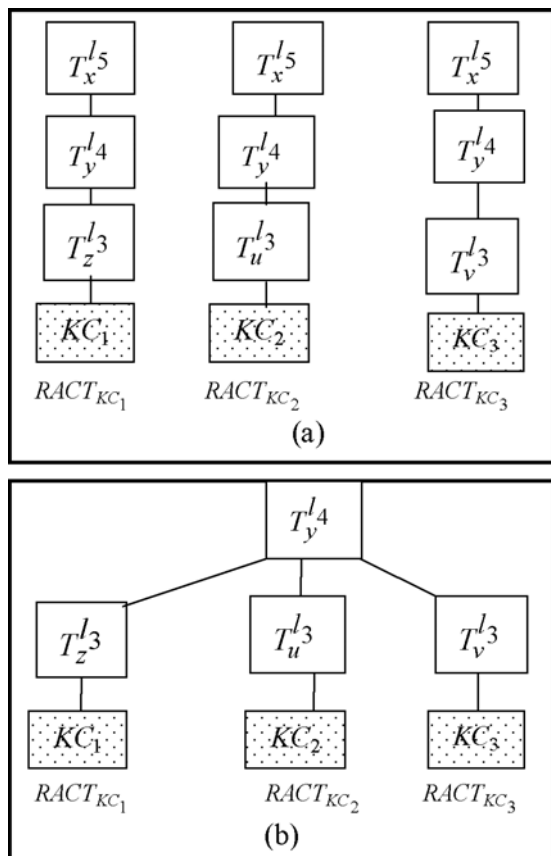 T_x^{l_5} T_x^{l_5} T_x^{l_5}
T_y^{l_4} T_y^{l_4} T_y^{l_4}
T_z^{l_3} T_u^{l_3} T_v^{l_3}
KC_1 KC_2 KC_3
RACT_{KC_1} RACT_{KC_2} RACT_{KC_3}
(a)
T_y^{l_4}
T_z^{l_3} T_u^{l_3} T_v^{l_3}
KC_1 KC_2 KC_3
RACT_{KC_1} RACT_{KC_2} RACT_{KC_3}
(b)